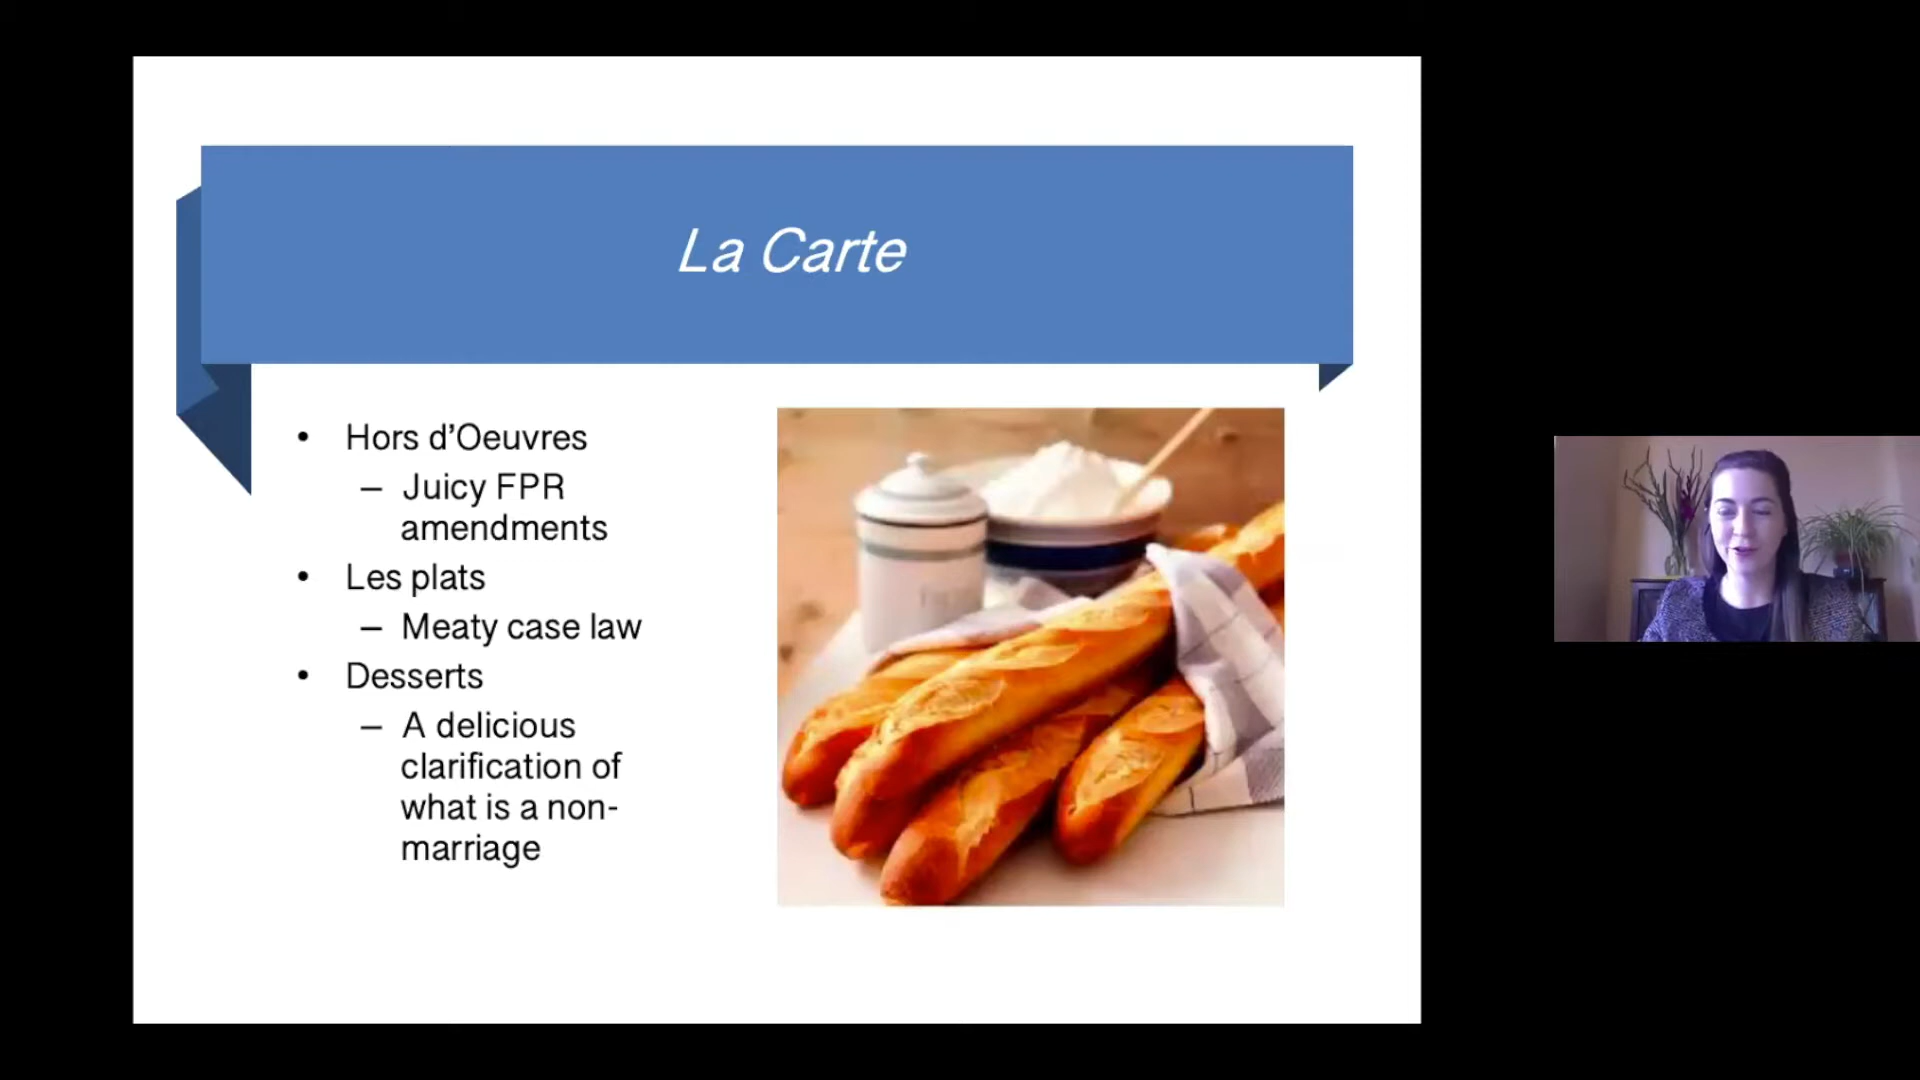 La Carte
• Hors d’Oeuvres
– Juicy FPR
amendments
• Les plats
– Meaty case law
• Desserts
– A delicious
clarification of
what is a non-
marriage